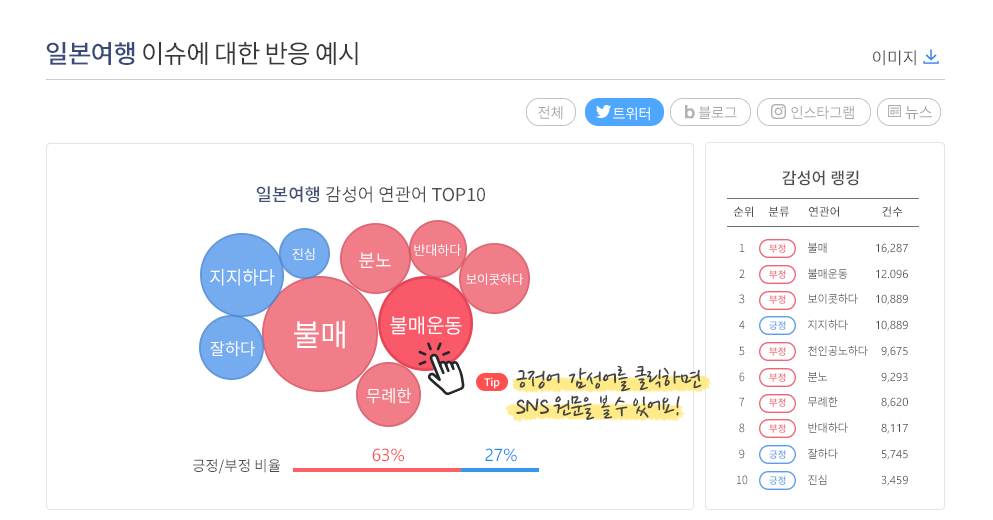 일본여행 이슈에 대한 반응 예시
이미지
전체
트위터
b 블로그
인스타그램
뉴스
일본여행 감성어 연관어 TOP10
지지하다
진심
분노
반대하다
보이콧하다
불매
불매운동
잘하다
무례한
Tip 긍정어 감성어를 클릭하면
SNS 원문을 볼 수 있어요!
긍정/부정 비율
63%
27%
감성어 랭킹
순위 분류 연관어 건수
1 부정 불매 16,287
2 부정 불매운동 12.096
3 부정 보이콧하다 10,889
4 긍정 지지하다 10,889
5 부정 천인공노하다 9,675
6 부정 분노 9,293
7 부정 무례한 8,620
8 부정 반대하다 8,117
9 긍정 잘하다 5,745
10 긍정 진심 3,459